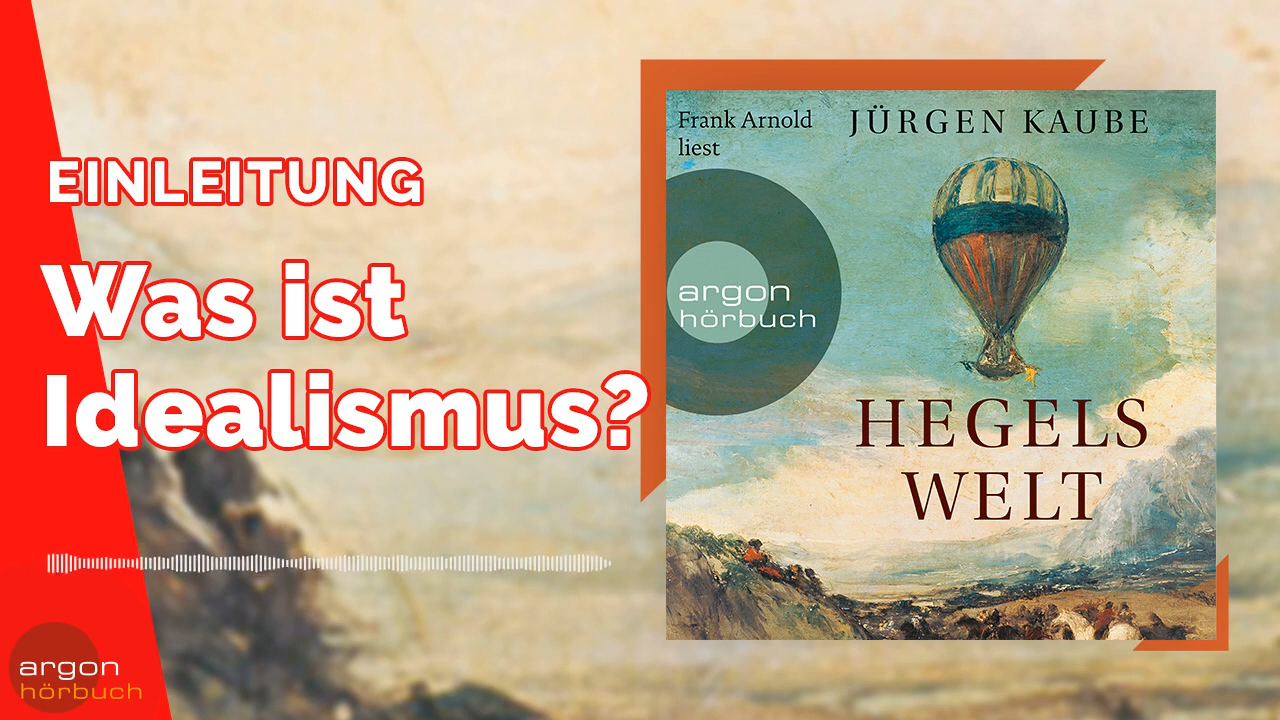 EINLEITUNG
Was ist
Idealismus?
argon
hörbuch
Frank Arnold
liest
JÜRGEN KAUBE
argon
hörbuch
HEGELS
WELT